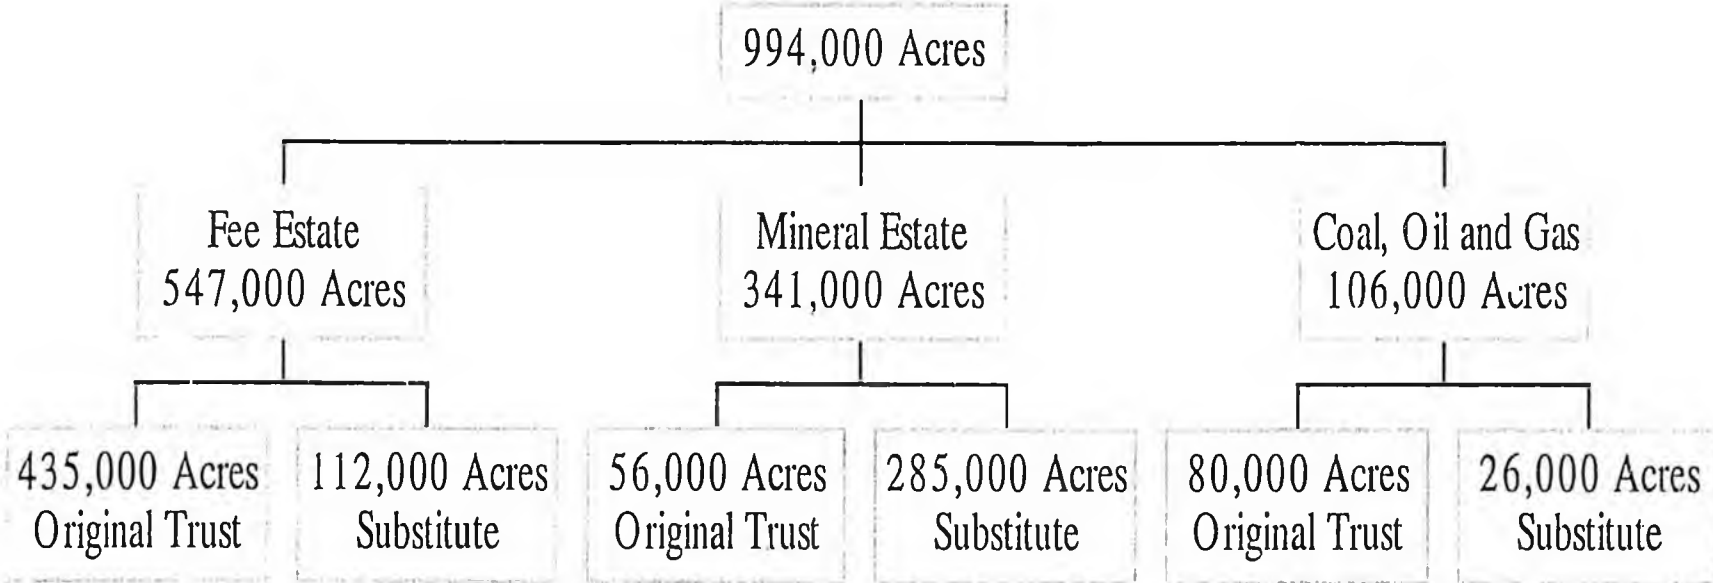 994,000 Acres
Fee Estate
547,000 Acres
Mineral Estate
341,000 Acres
Coal, Oil and Gas
106,000 Acres
435,000 Acres
Original Trust
112,000 Acres
Substitute
56,000 Acres
Original Trust
285,000 Acres
Substitute
80,000 Acres
Original Trust
26,000 Acres
Substitute